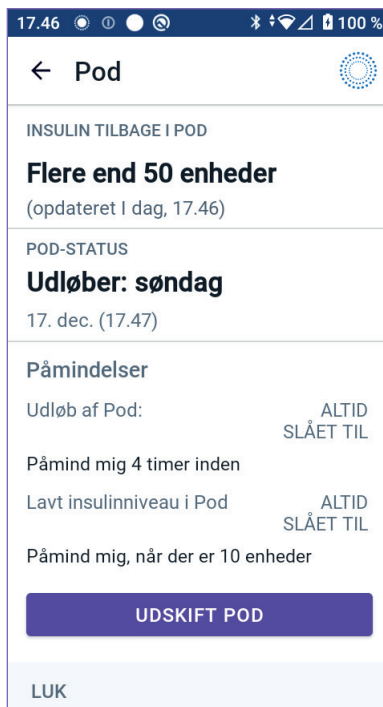 17.46 100 %
Pod
INSULIN TILBAGE I POD
Flere end 50 enheder
(opdateret I dag, 17.46)
POD-STATUS
Udløber: søndag
17. dec. (17.47)
Påmindelser
Udløb af Pod: ALTID
SLÅET TIL
Påmind mig 4 timer inden
Lavt insulinniveau i Pod ALTID
SLÅET TIL
Påmind mig, når der er 10 enheder
UDSKIFT POD
LUK